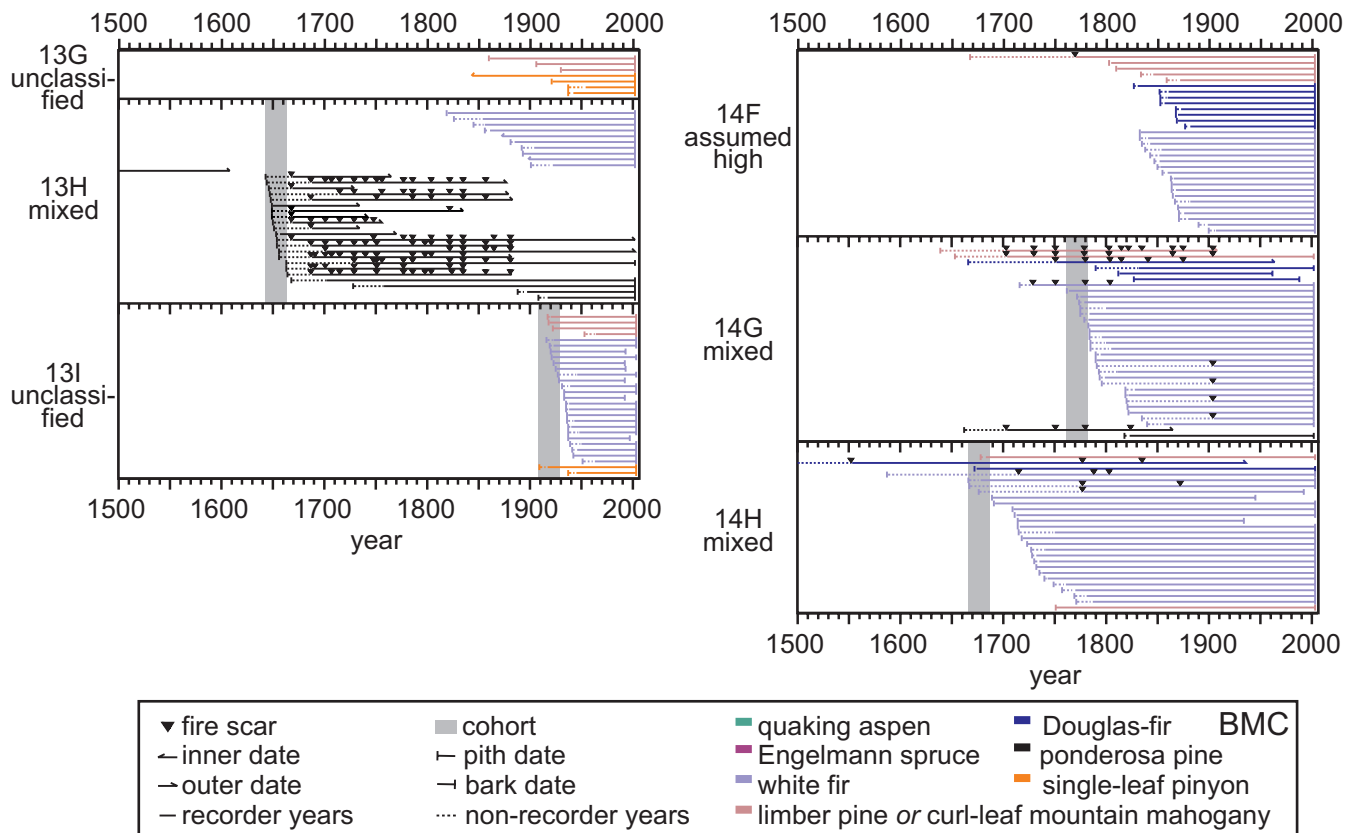 1500 1600 1700 1800 1900 2000
13G
unclassi-
fied
13H
mixed
13I
unclassi-
fied
1500 1600 1700 1800 1900 2000
year
1500 1600 1700 1800 1900 2000
14F
assumed
high
14G
mixed
14H
mixed
1500 1600 1700 1800 1900 2000
year
fire scar cohort quaking aspen Douglas-fir BMC
inner date pith date Engelmann spruce ponderosa pine
outer date bark date white fir single-leaf pinyon
recorder years non-recorder years limber pine or curl-leaf mountain mahogany